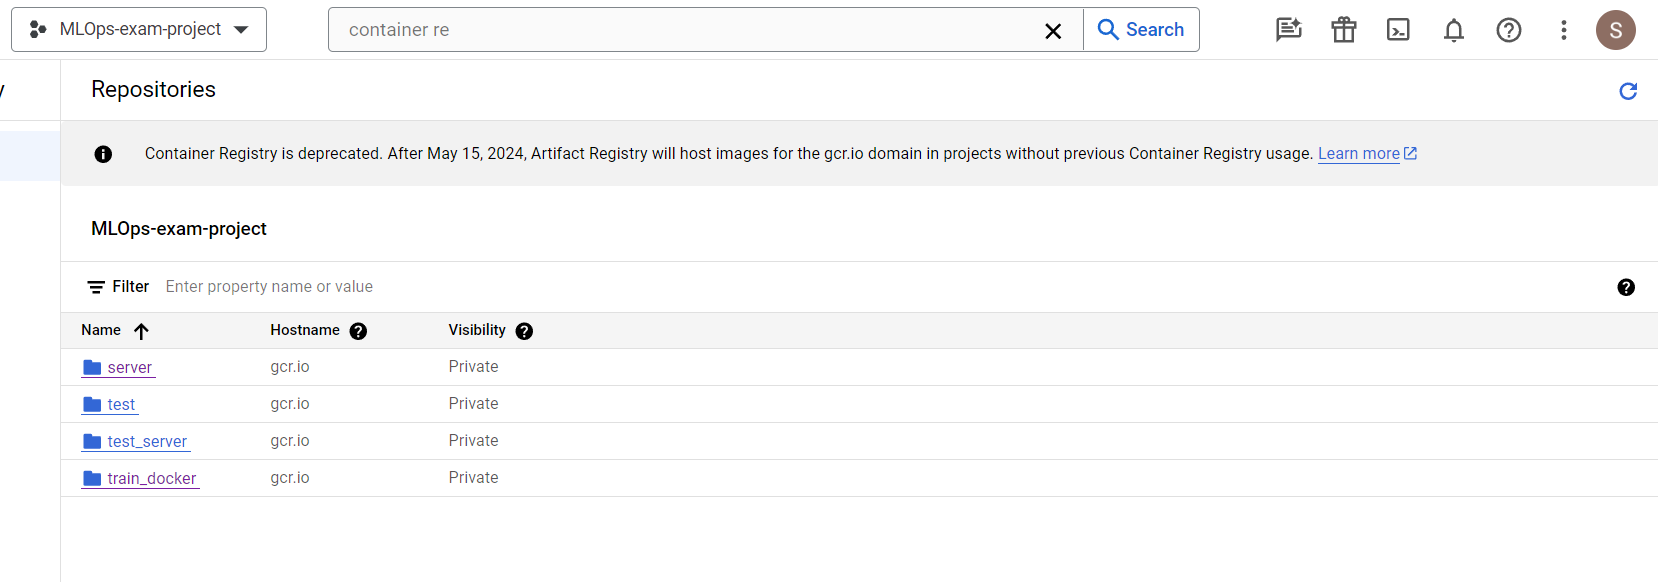 MLOps-exam-project
container re
Search
S
y
Repositories
Container Registry is deprecated. After May 15, 2024, Artifact Registry will host images for the gcr.io domain in projects without previous Container Registry usage. Learn more
MLOps-exam-project
Filter Enter property name or value
Name Hostname Visibility
server gcr.io Private
test gcr.io Private
test_server gcr.io Private
train_docker gcr.io Private